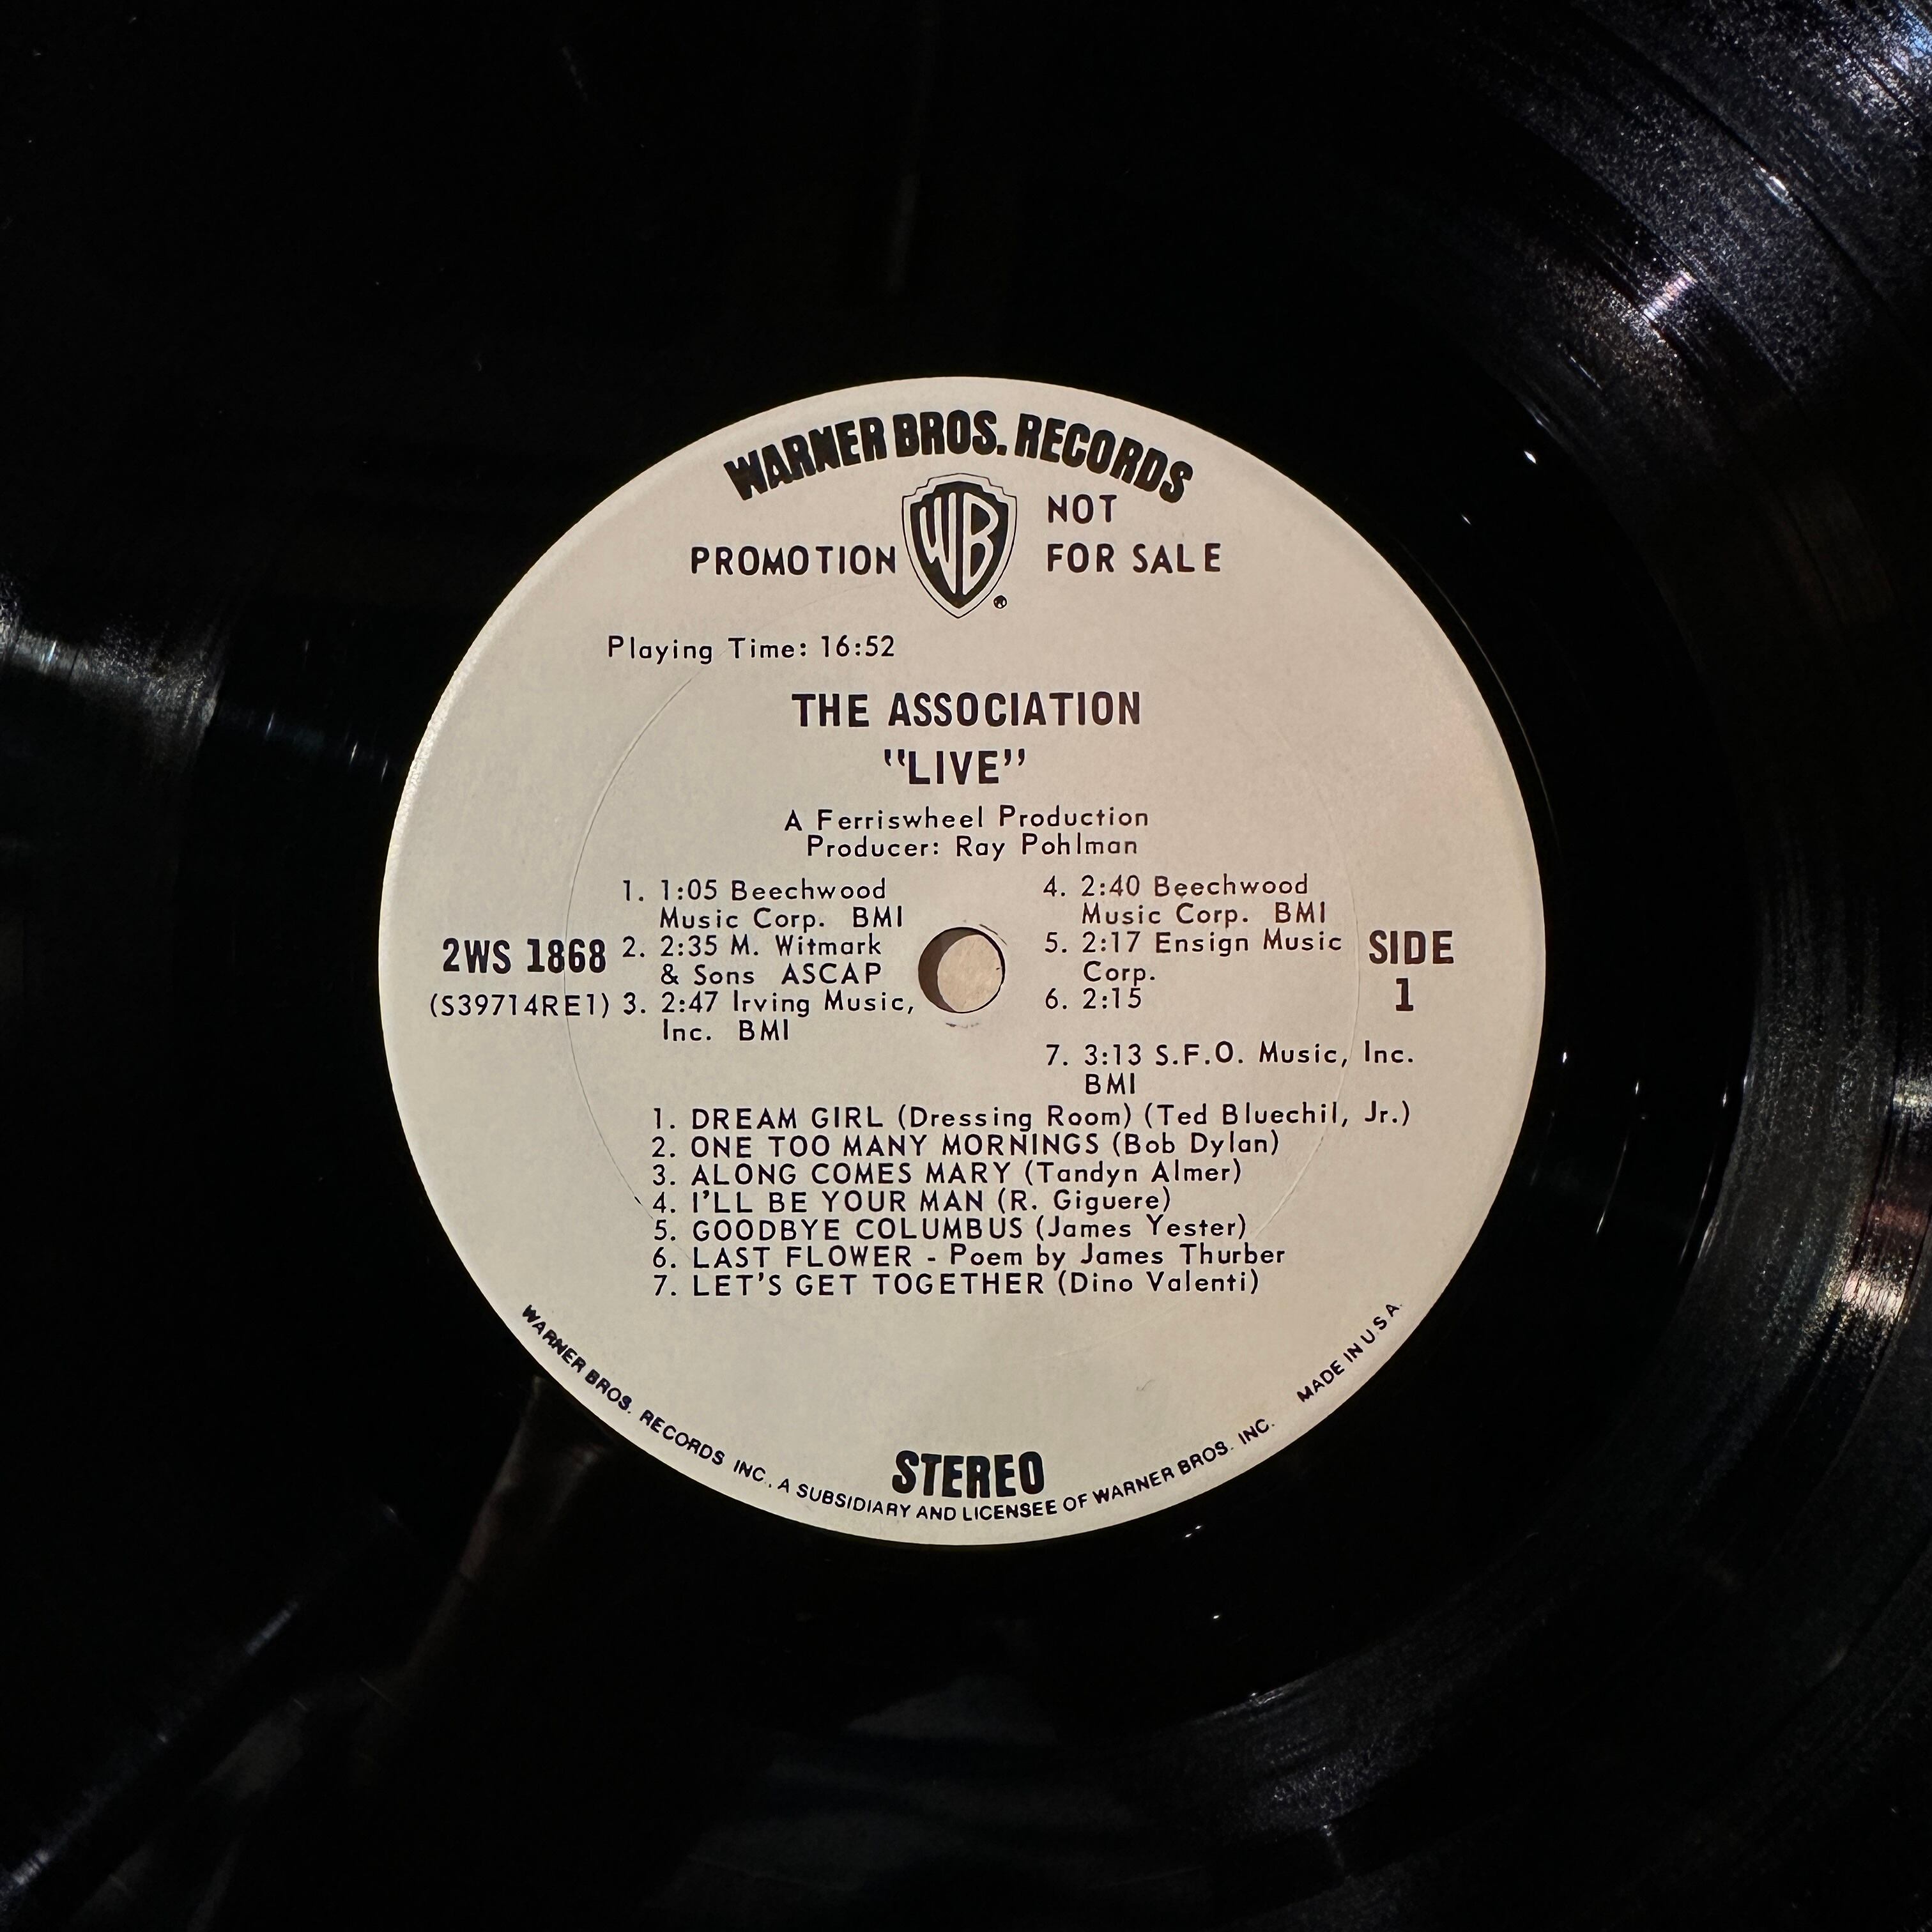 WARNER BROS. RECORDS
WB
®
NOT
PROMOTION FOR SALE
Playing Time: 16:52
THE ASSOCIATION
"LIVE"
A Ferriswheel Production
Producer: Ray Pohlman
2WS 1868
(S39714RE1)
1. 1:05 Beechwood
Music Corp. BMI
2. 2:35 M. Witmark
& Sons ASCAP
3. 2:47 Irving Music,
Inc. BMI
4. 2:40 Beechwood
Music Corp. BMI
5. 2:17 Ensign Music
Corp.
6. 2:15
7. 3:13 S.F.O. Music, Inc.
BMI
SIDE
1
1. DREAM GIRL (Dressing Room) (Ted Bluechil, Jr.)
2. ONE TOO MANY MORNINGS (Bob Dylan)
3. ALONG COMES MARY (Tandyn Almer)
4. I'LL BE YOUR MAN (R. Giguere)
5. GOODBYE COLUMBUS (James Yester)
6. LAST FLOWER - Poem by James Thurber
7. LET'S GET TOGETHER (Dino Valenti)
STEREO
WARNER BROS. RECORDS INC., A SUBSIDIARY AND LICENSEE OF WARNER BROS. INC. MADE IN U.S.A.